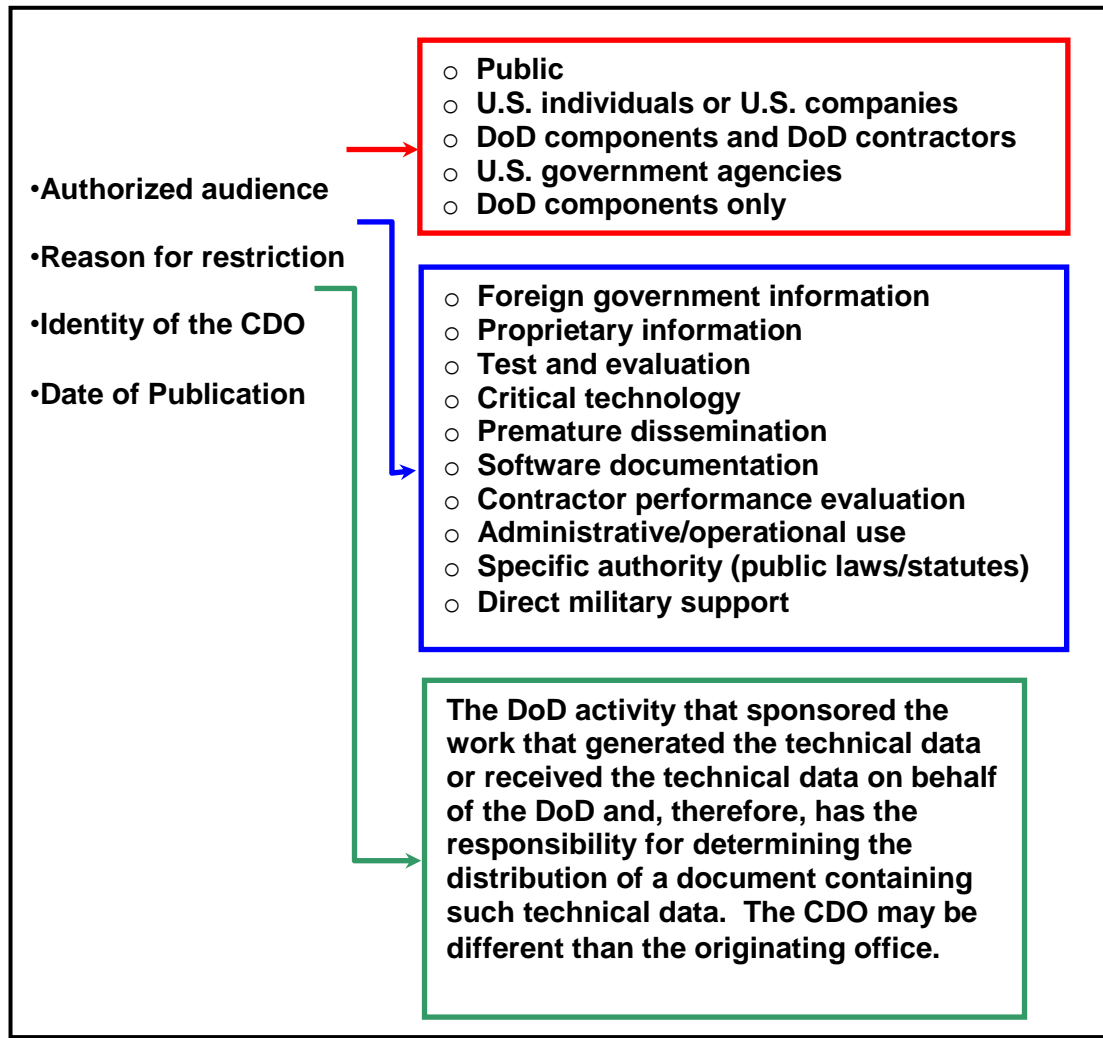 •Authorized audience
•Reason for restriction
•Identity of the CDO
•Date of Publication
○ Public
○ U.S. individuals or U.S. companies
○ DoD components and DoD contractors
○ U.S. government agencies
○ DoD components only
○ Foreign government information
○ Proprietary information
○ Test and evaluation
○ Critical technology
○ Premature dissemination
○ Software documentation
○ Contractor performance evaluation
○ Administrative/operational use
○ Specific authority (public laws/statutes)
○ Direct military support
The DoD activity that sponsored the
work that generated the technical data
or received the technical data on behalf
of the DoD and, therefore, has the
responsibility for determining the
distribution of a document containing
such technical data.  The CDO may be
different than the originating office.